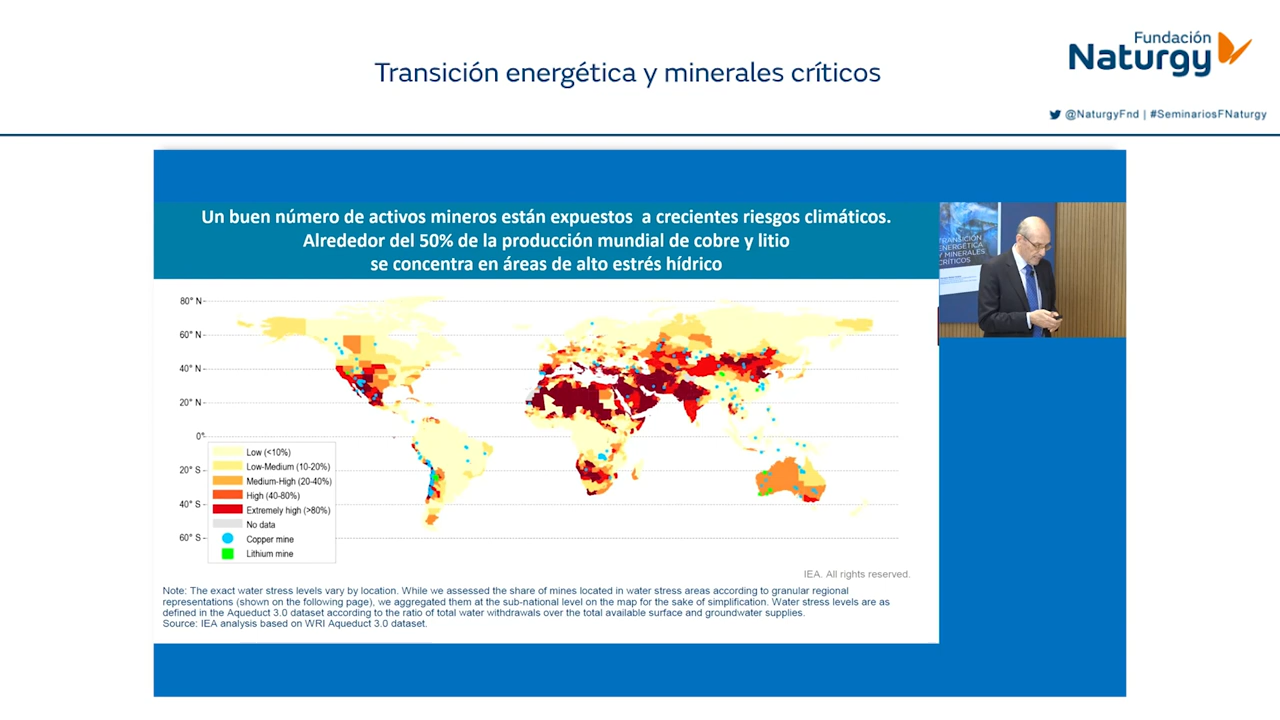 Transición energética y minerales críticos
Fundación
Naturgy
@NaturgyFnd | #SeminariosFNaturgy
Un buen número de activos mineros están expuestos a crecientes riesgos climáticos.
Alrededor del 50% de la producción mundial de cobre y litio
se concentra en áreas de alto estrés hídrico
TRANSICIÓN
ENERGÉTICA
Y MINERALES
CRÍTICOS
80° N
60° N
40° N
20° N
0°
20° S
40° S
60° S
Low (<10%)
Low-Medium (10-20%)
Medium-High (20-40%)
High (40-80%)
Extremely high (>80%)
No data
Copper mine
Lithium mine
IEA. All rights reserved.
Note: The exact water stress levels vary by location. While we assessed the share of mines located in water stress areas according to granular regional
representations (shown on the following page), we aggregated them at the sub-national level on the map for the sake of simplification. Water stress levels are as
defined in the Aqueduct 3.0 dataset according to the ratio of total water withdrawals over the total available surface and groundwater supplies.
Source: IEA analysis based on WRI Aqueduct 3.0 dataset.